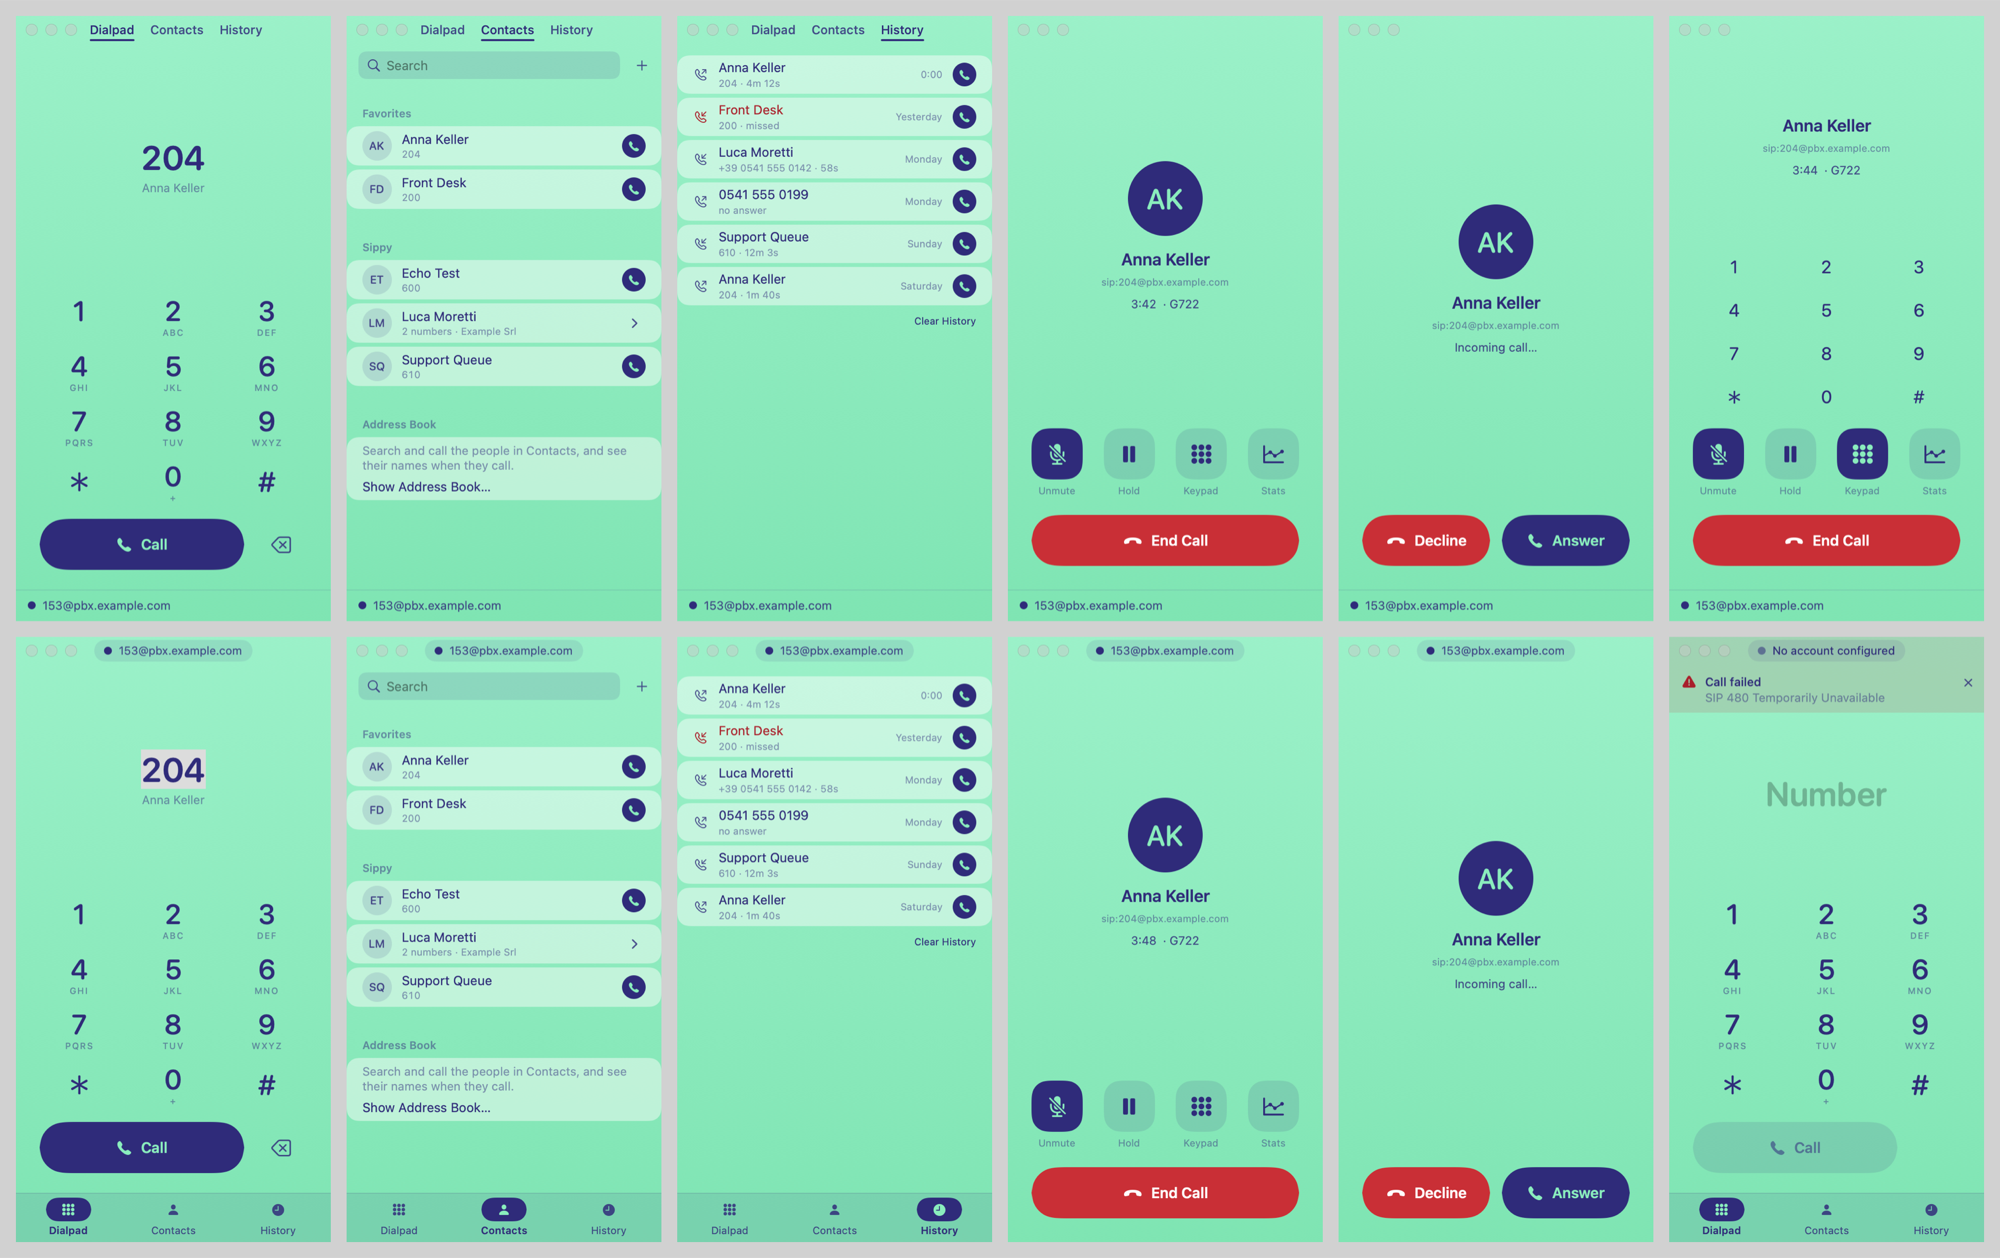 Dialpad Contacts History
204
Anna Keller
1 2 3
ABC DEF
4 5 6
GHI JKL MNO
7 8 9
PQRS TUV WXYZ
* 0 #
+
Call
153@pbx.example.com
Dialpad Contacts History
Search +
Favorites
AK Anna Keller
204
FD Front Desk
200
Sippy
ET Echo Test
600
LM Luca Moretti
2 numbers · Example Srl
SQ Support Queue
610
Address Book
Search and call the people in Contacts, and see
their names when they call.
Show Address Book...
153@pbx.example.com
Dialpad Contacts History
Anna Keller 0:00
204 · 4m 12s
Front Desk Yesterday
200 · missed
Luca Moretti Monday
+39 0541 555 0142 · 58s
0541 555 0199 Monday
no answer
Support Queue Sunday
610 · 12m 3s
Anna Keller Saturday
204 · 1m 40s
Clear History
153@pbx.example.com
AK
Anna Keller
sip:204@pbx.example.com
3:42 · G722
Unmute Hold Keypad Stats
End Call
153@pbx.example.com
AK
Anna Keller
sip:204@pbx.example.com
Incoming call...
Decline Answer
153@pbx.example.com
Anna Keller
sip:204@pbx.example.com
3:44 · G722
1 2 3
4 5 6
7 8 9
* 0 #
Unmute Hold Keypad Stats
End Call
153@pbx.example.com
153@pbx.example.com
204
Anna Keller
1 2 3
ABC DEF
4 5 6
GHI JKL MNO
7 8 9
PQRS TUV WXYZ
* 0 #
+
Call
Dialpad Contacts History
153@pbx.example.com
Search +
Favorites
AK Anna Keller
204
FD Front Desk
200
Sippy
ET Echo Test
600
LM Luca Moretti
2 numbers · Example Srl
SQ Support Queue
610
Address Book
Search and call the people in Contacts, and see
their names when they call.
Show Address Book...
Dialpad Contacts History
153@pbx.example.com
Anna Keller 0:00
204 · 4m 12s
Front Desk Yesterday
200 · missed
Luca Moretti Monday
+39 0541 555 0142 · 58s
0541 555 0199 Monday
no answer
Support Queue Sunday
610 · 12m 3s
Anna Keller Saturday
204 · 1m 40s
Clear History
Dialpad Contacts History
153@pbx.example.com
AK
Anna Keller
sip:204@pbx.example.com
3:48 · G722
Unmute Hold Keypad Stats
End Call
153@pbx.example.com
AK
Anna Keller
sip:204@pbx.example.com
Incoming call...
Decline Answer
No account configured
Call failed
SIP 480 Temporarily Unavailable
Number
1 2 3
ABC DEF
4 5 6
GHI JKL MNO
7 8 9
PQRS TUV WXYZ
* 0 #
+
Call
Dialpad Contacts History